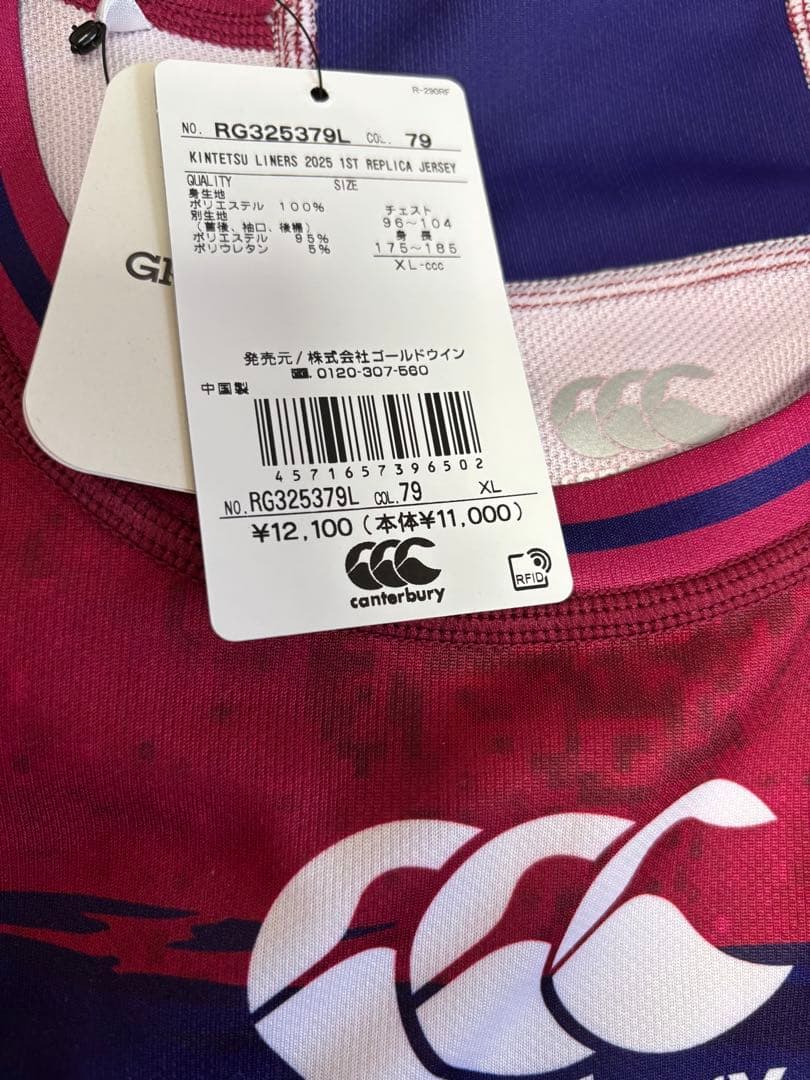 R-290RF
NO. RG325379L COL. 79
KINTETSU LINERS 2025 1ST REPLICA JERSEY
QUALITY SIZE
身生地
ポリエステル 100%
別生地
(前後、袖口、後襟)
ポリエステル 95%
ポリウレタン 5%
チェスト
96~104
身 長
175~185
XL-ccc
発売元/株式会社ゴールドウイン
0120-307-560
中国製
4571657396502
NO. RG325379L COL. 79 XL
¥12,100 (本体¥11,000)
canterbury
RFID